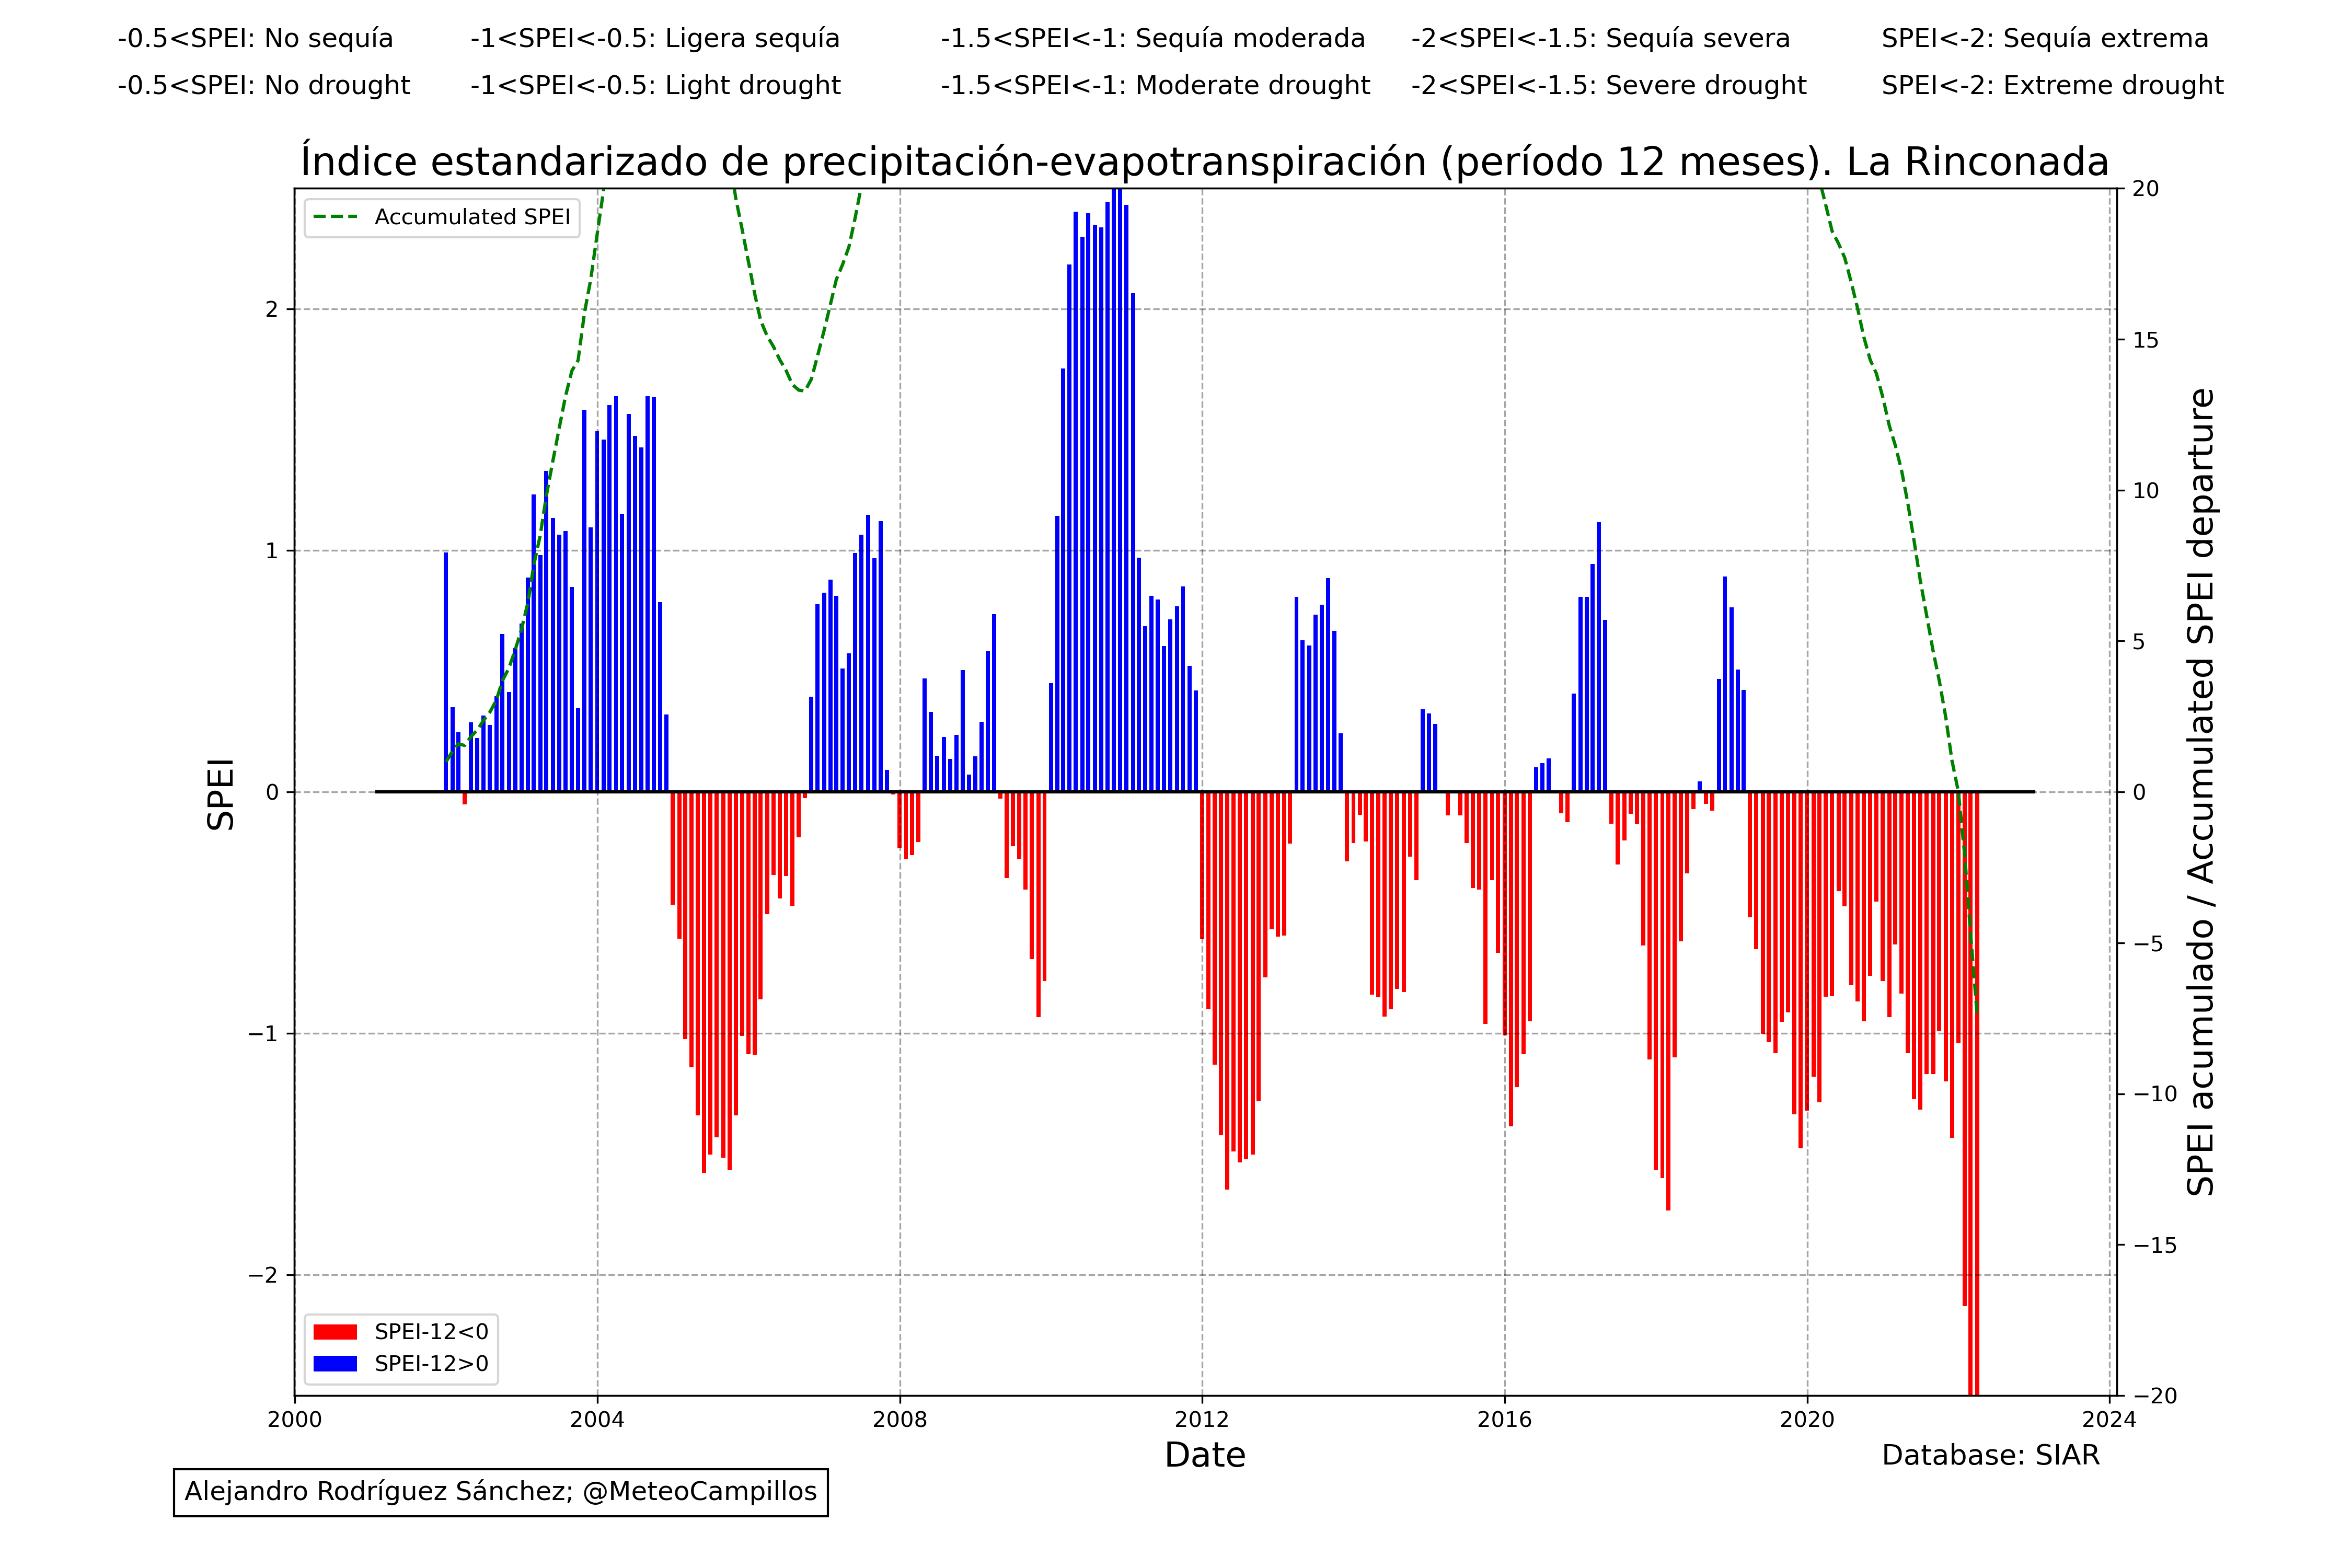 -0.5<SPEI: No sequía -1<SPEI<-0.5: Ligera sequía -1.5<SPEI<-1: Sequía moderada -2<SPEI<-1.5: Sequía severa SPEI<-2: Sequía extrema
-0.5<SPEI: No drought -1<SPEI<-0.5: Light drought -1.5<SPEI<-1: Moderate drought -2<SPEI<-1.5: Severe drought SPEI<-2: Extreme drought
Índice estandarizado de precipitación-evapotranspiración (período 12 meses). La Rinconada
Accumulated SPEI
2
1
0
−1
−2
SPEI
20
15
10
5
0
−5
−10
−15
−20
SPEI acumulado / Accumulated SPEI departure
SPEI-12<0
SPEI-12>0
2000 2004 2008 2012 2016 2020 2024
Date
Database: SIAR
Alejandro Rodríguez Sánchez; @MeteoCampillos